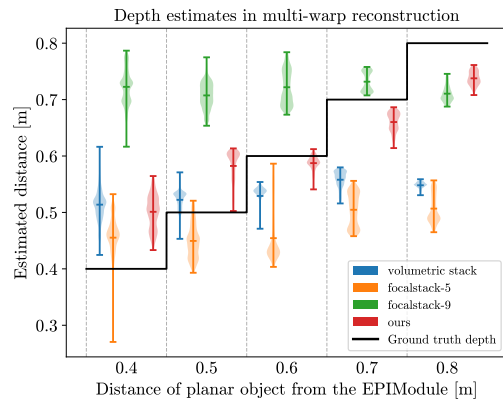 Depth estimates in multi-warp reconstruction
Estimated distance [m]
0.8
0.7
0.6
0.5
0.4
0.3
volumetric stack
focalstack-5
focalstack-9
ours
Ground truth depth
0.4 0.5 0.6 0.7 0.8
Distance of planar object from the EPIModule [m]